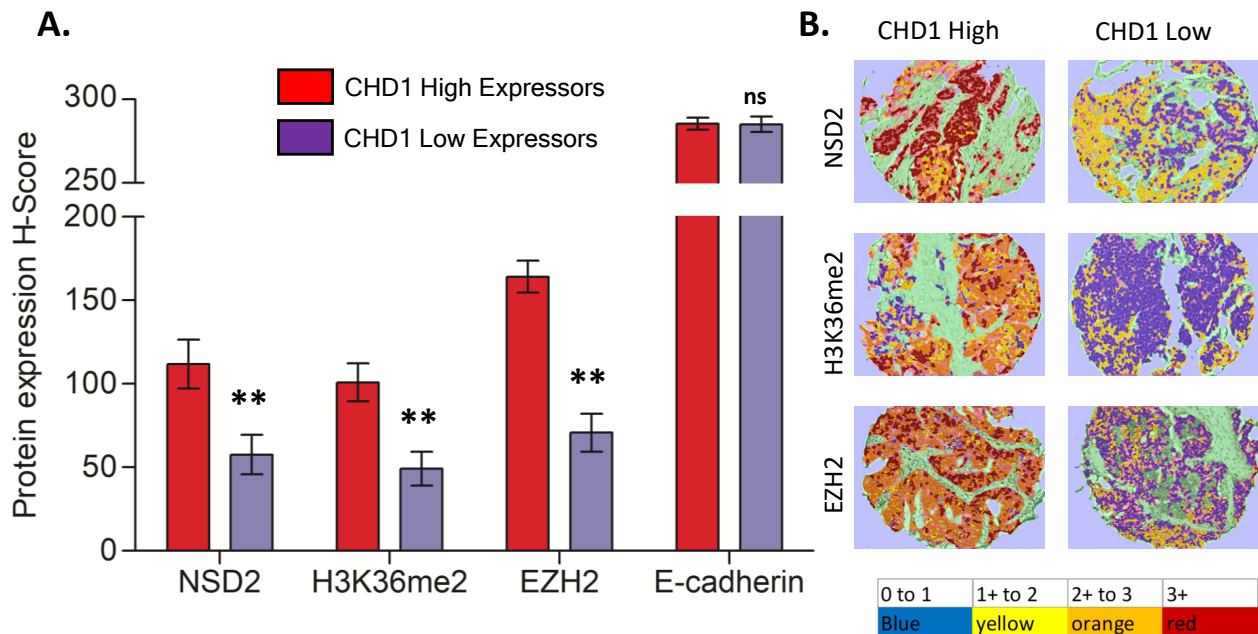 A.
CHD1 High Expressors
CHD1 Low Expressors
Protein expression H-Score
300
250
200
150
100
50
0
**
**
**
ns
NSD2
H3K36me2
EZH2
E-cadherin
B.
CHD1 High
CHD1 Low
NSD2
H3K36me2
EZH2
0 to 1 1+ to 2 2+ to 3 3+
Blue yellow orange red